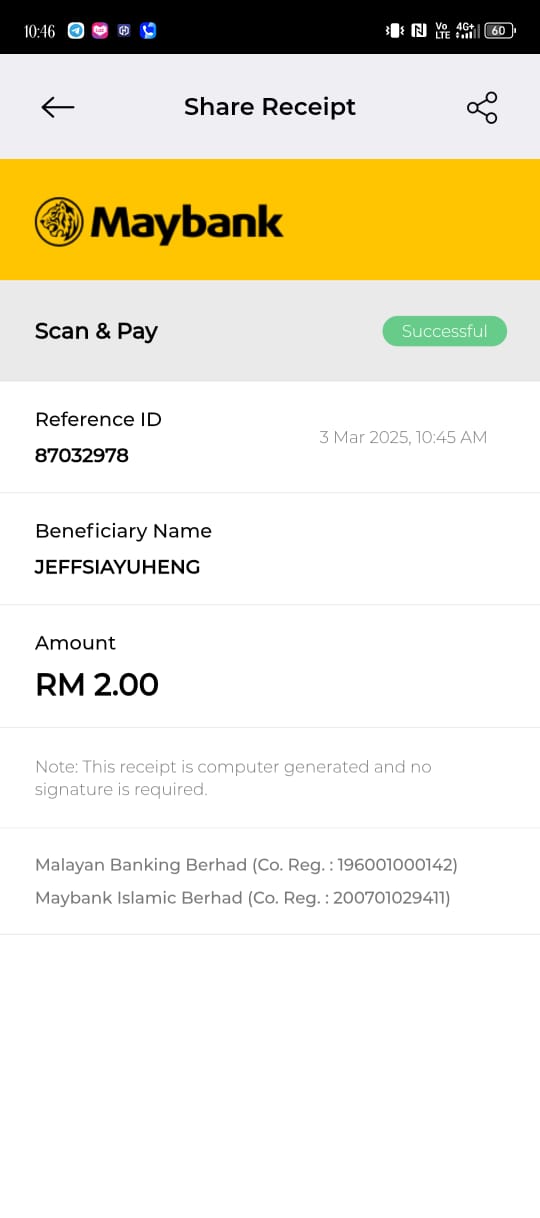 10:46 Vo LTE 4G+ 60
Share Receipt
Maybank
Scan & Pay Successful
Reference ID
3 Mar 2025, 10:45 AM
87032978
Beneficiary Name
JEFFSIAYUHENG
Amount
RM 2.00
Note: This receipt is computer generated and no
signature is required.
Malayan Banking Berhad (Co. Reg. : 196001000142)
Maybank Islamic Berhad (Co. Reg. : 200701029411)